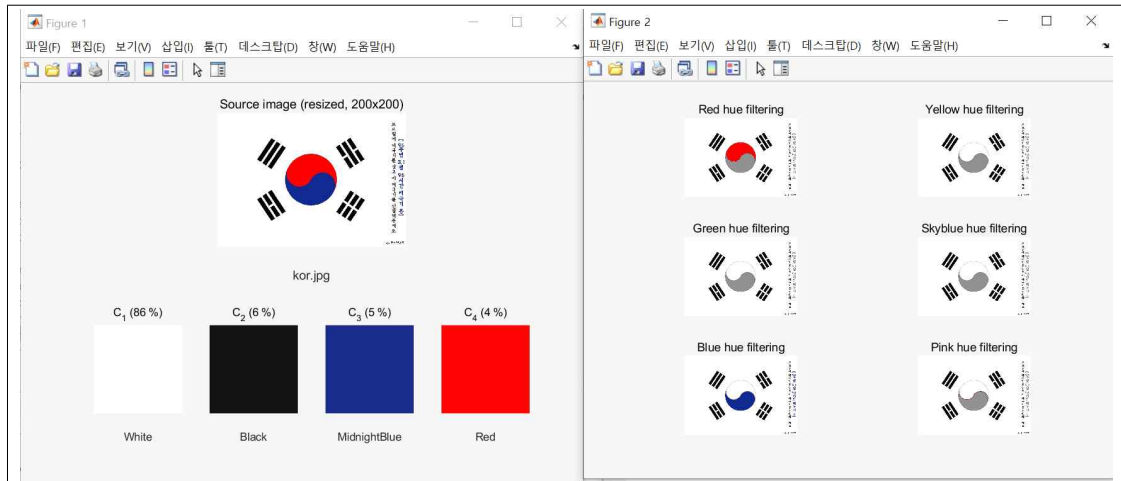 Figure 1
파일(F) 편집(E) 보기(V) 삽입(I) 툴(T) 데스크탑(D) 창(W) 도움말(H)
Source image (resized, 200x200)
kor.jpg
C1 (86 %) C2 (6 %) C3 (5 %) C4 (4 %)
White Black MidnightBlue Red
Figure 2
파일(F) 편집(E) 보기(V) 삽입(I) 툴(T) 데스크탑(D) 창(W) 도움말(H)
Red hue filtering Yellow hue filtering
Green hue filtering Skyblue hue filtering
Blue hue filtering Pink hue filtering